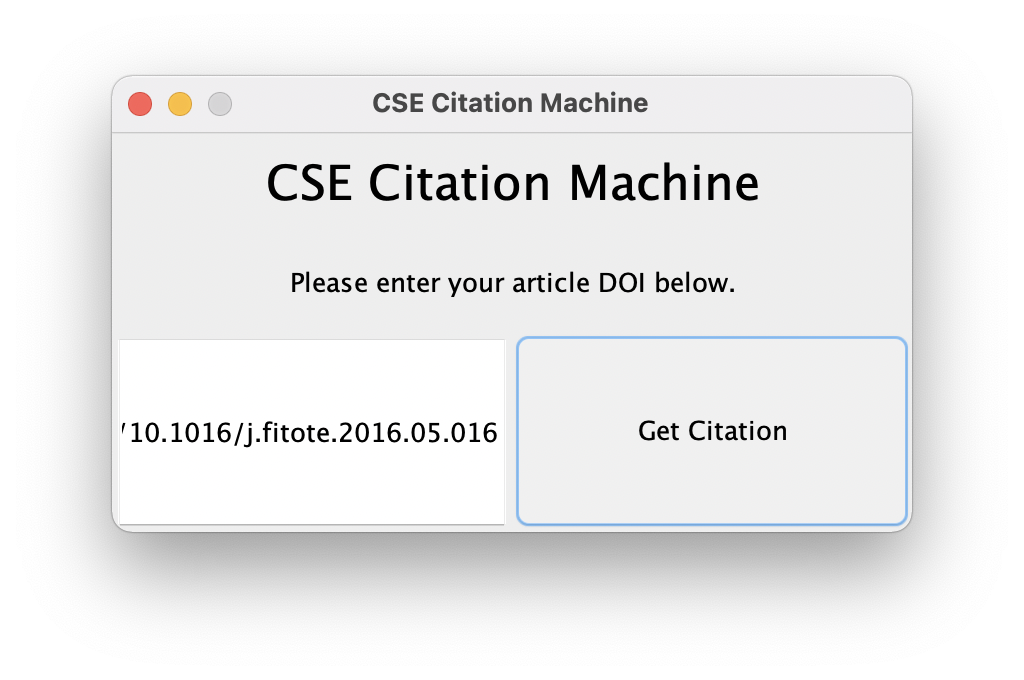 CSE Citation Machine
CSE Citation Machine
Please enter your article DOI below.
/10.1016/j.fitote.2016.05.016
Get Citation